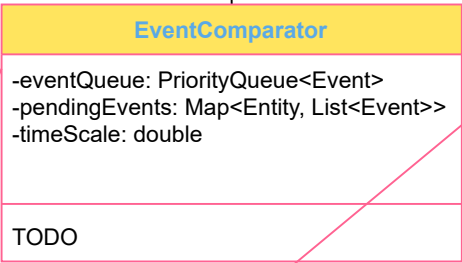 EventComparator
-eventQueue: PriorityQueue<Event>
-pendingEvents: Map<Entity, List<Event>>
-timeScale: double
TODO